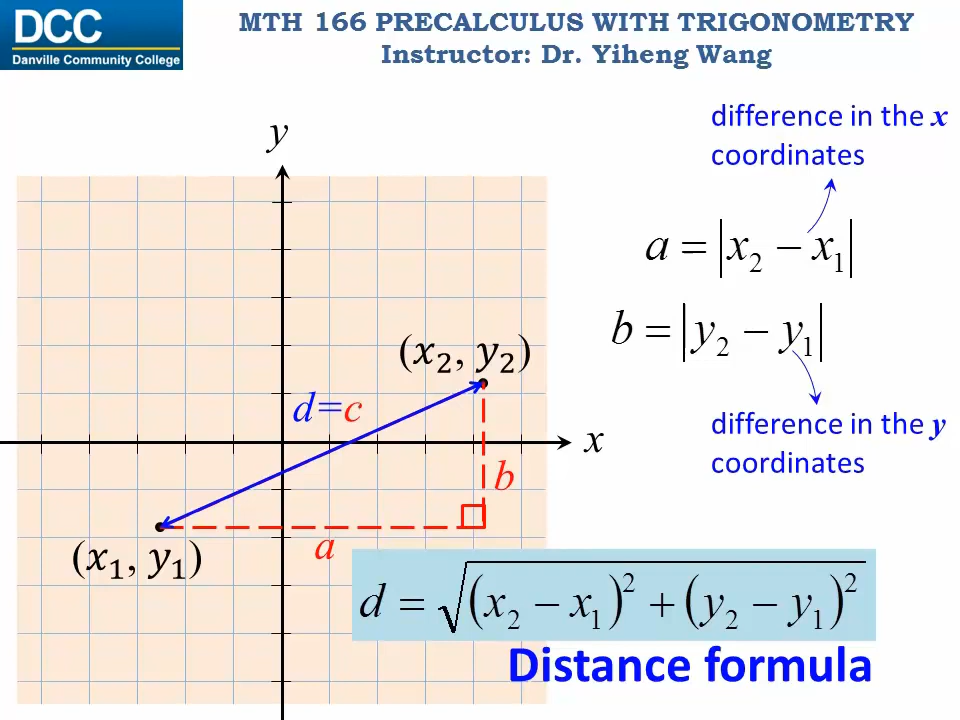 DCC
Danville Community College
MTH 166 PRECALCULUS WITH TRIGONOMETRY
Instructor: Dr. Yiheng Wang
difference in the x
coordinates
y
a = |x₂ − x₁|
b = |y₂ − y₁|
(x₂, y₂)
d=c
x
difference in the y
coordinates
b
(x₁, y₁)
a
d = √((x₂ − x₁)² + (y₂ − y₁)²)
Distance formula